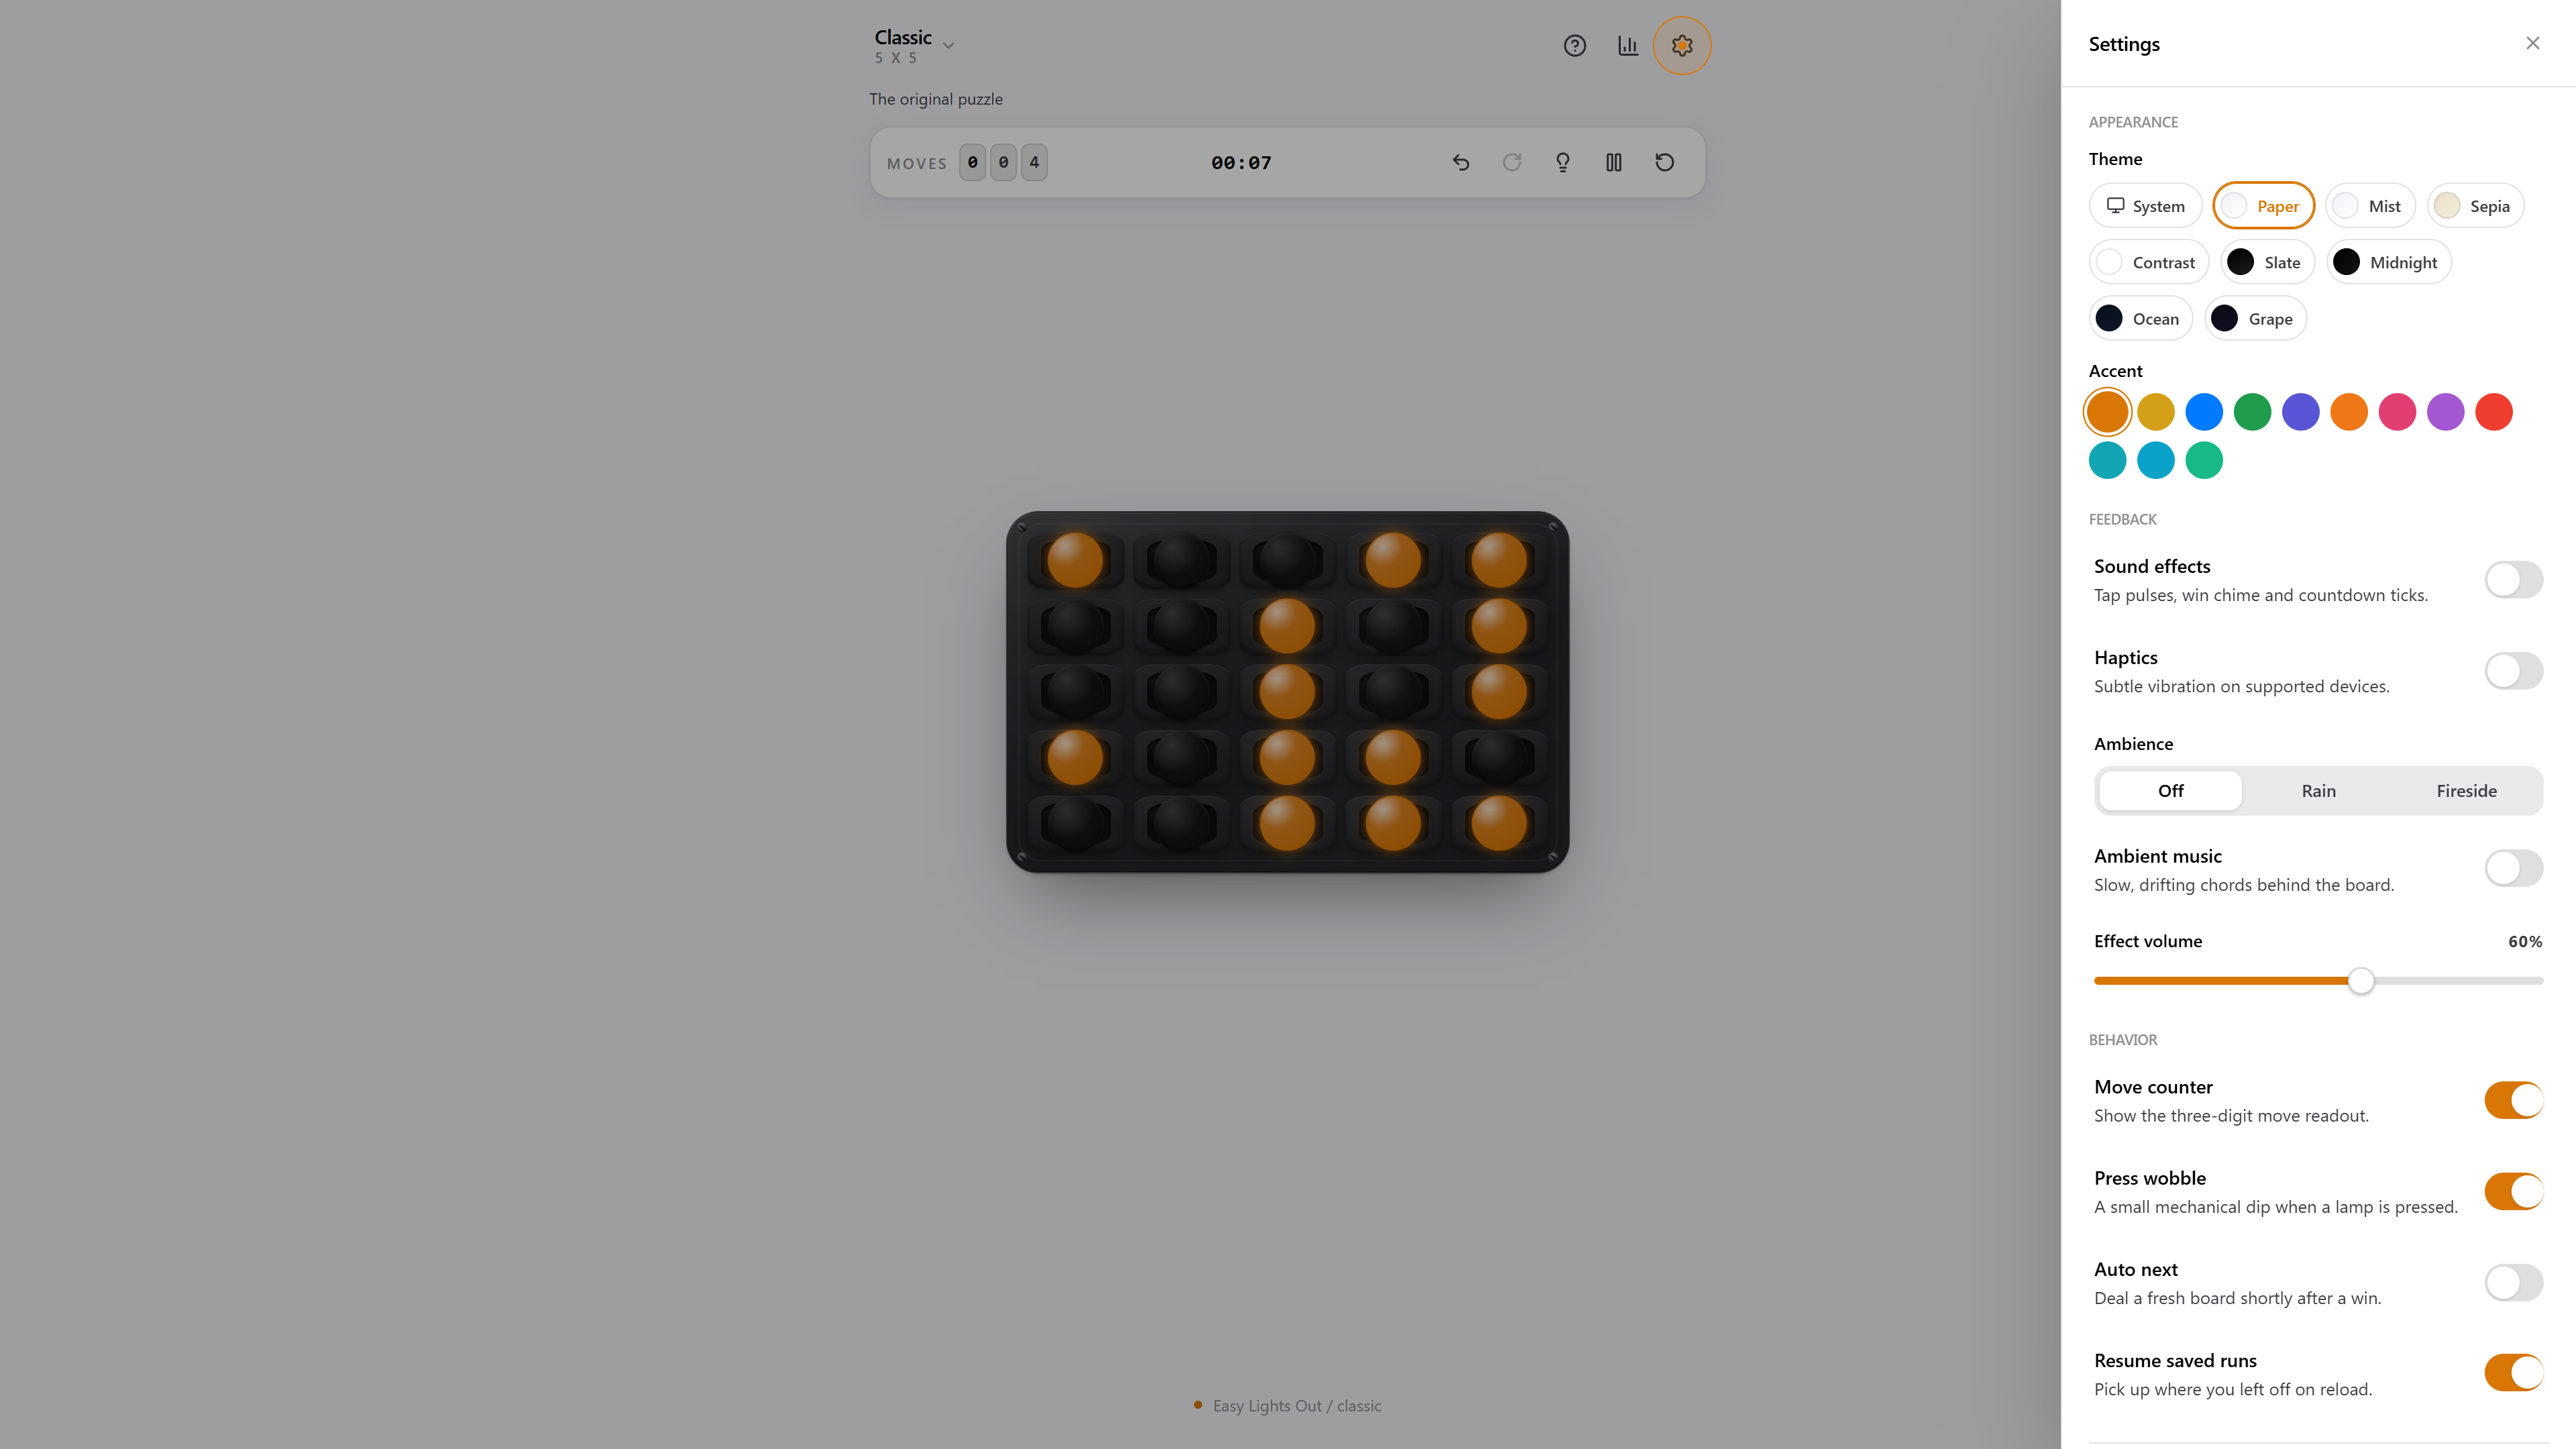 Classic
5 X 5
The original puzzle
MOVES 0 0 4
00:07
Easy Lights Out / classic
Settings
APPEARANCE
Theme
System Paper Mist Sepia
Contrast Slate Midnight
Ocean Grape
Accent
FEEDBACK
Sound effects
Tap pulses, win chime and countdown ticks.
Haptics
Subtle vibration on supported devices.
Ambience
Off Rain Fireside
Ambient music
Slow, drifting chords behind the board.
Effect volume 60%
BEHAVIOR
Move counter
Show the three-digit move readout.
Press wobble
A small mechanical dip when a lamp is pressed.
Auto next
Deal a fresh board shortly after a win.
Resume saved runs
Pick up where you left off on reload.